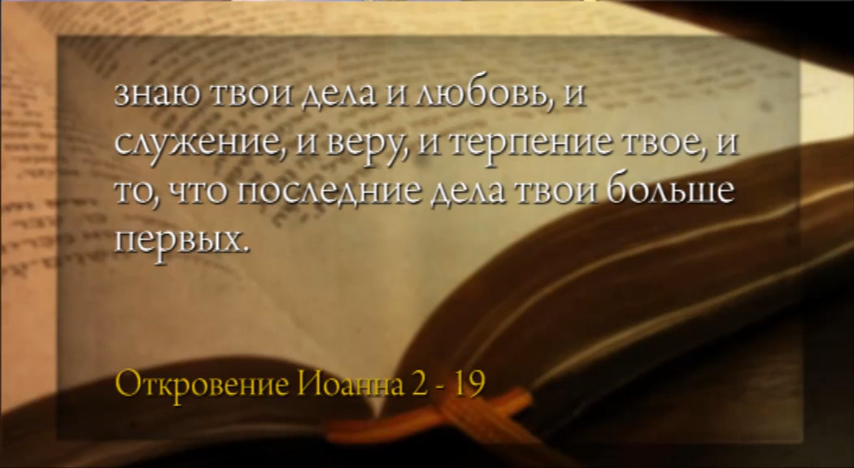 знаю твои дела и любовь, и
служение, и веру, и терпение твое, и
то, что последние дела твои больше
первых.
Откровение Иоанна 2 - 19